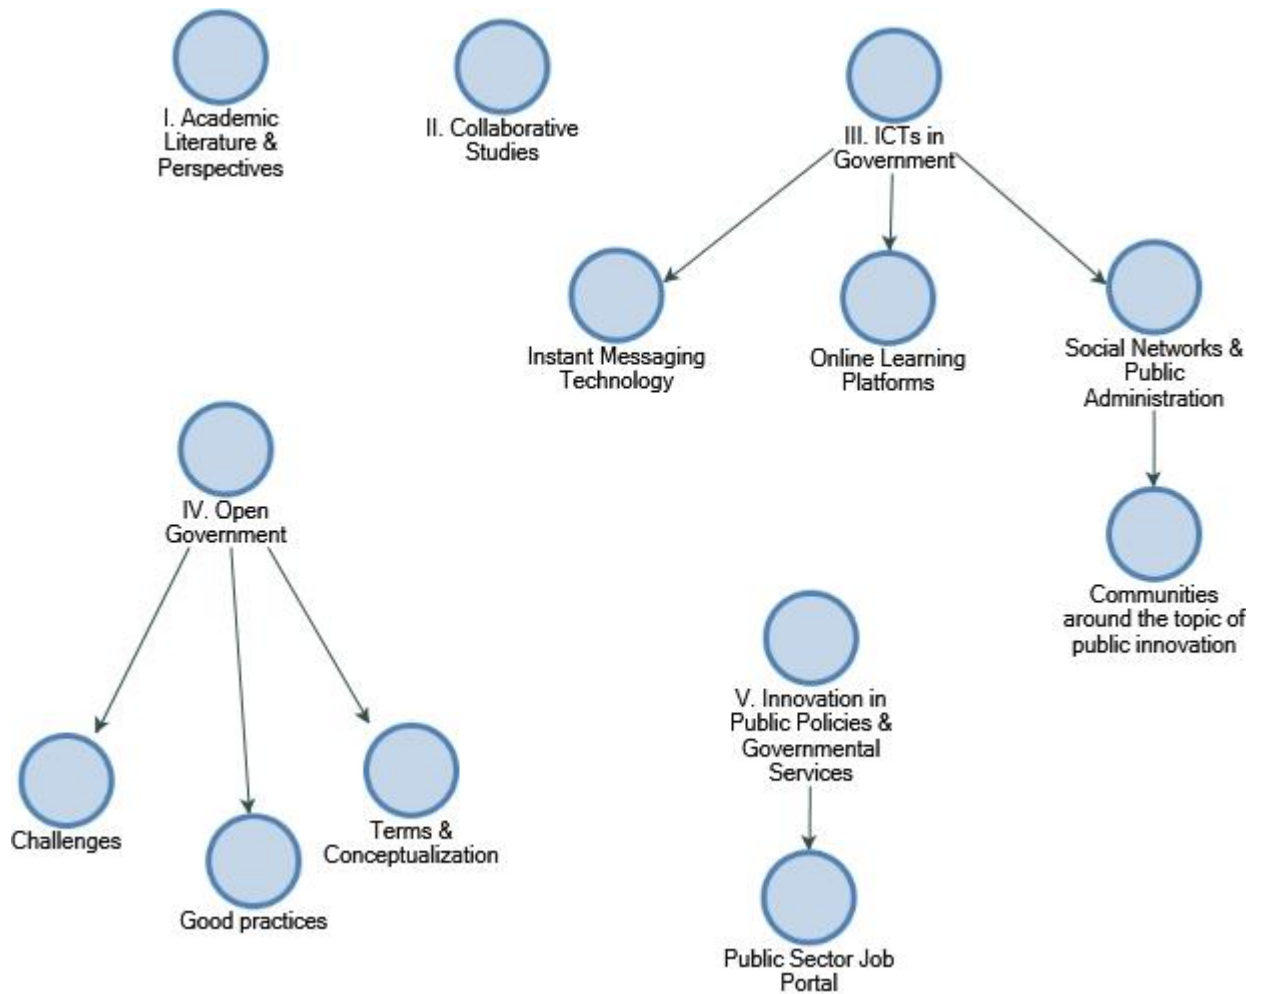 I. Academic
Literature &
Perspectives
II. Collaborative
Studies
III. ICTs in
Government
Instant Messaging
Technology
Online Learning
Platforms
Social Networks &
Public
Administration
Communities
around the topic of
public innovation
IV. Open
Government
Challenges
Good practices
Terms &
Conceptualization
V. Innovation in
Public Policies &
Governmental
Services
Public Sector Job
Portal